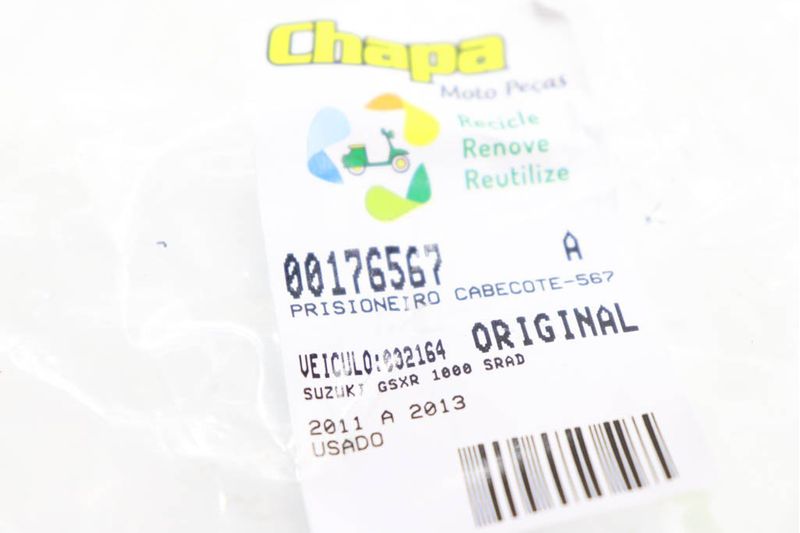 Chapa
Moto Peças
Recicle
Renove
Reutilize
00176567 A
PRISIONEIRO CABECOTE-567
VEICULO:032164 ORIGINAL
SUZUKI GSXR 1000 SRAD
2011 A 2013
USADO